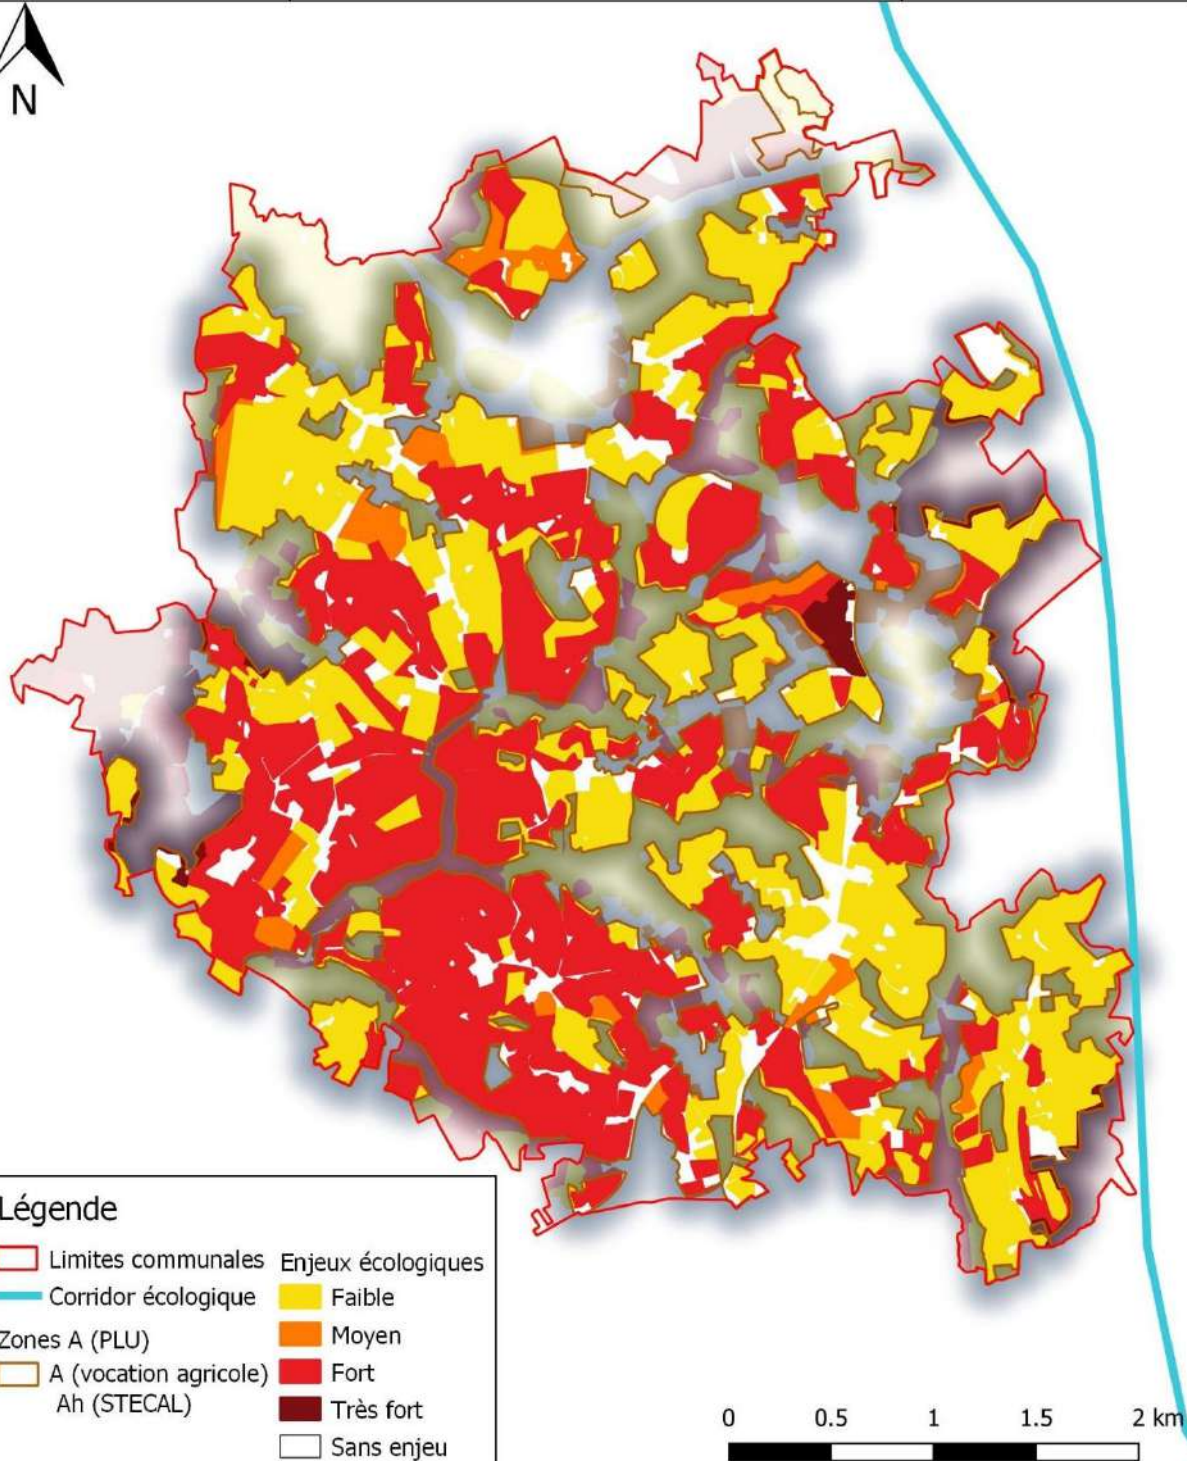 N
Légende
Limites communales
Corridor écologique
Zones A (PLU)
A (vocation agricole)
Ah (STECAL)
Enjeux écologiques
Faible
Moyen
Fort
Très fort
Sans enjeu
0 0.5 1 1.5 2 km